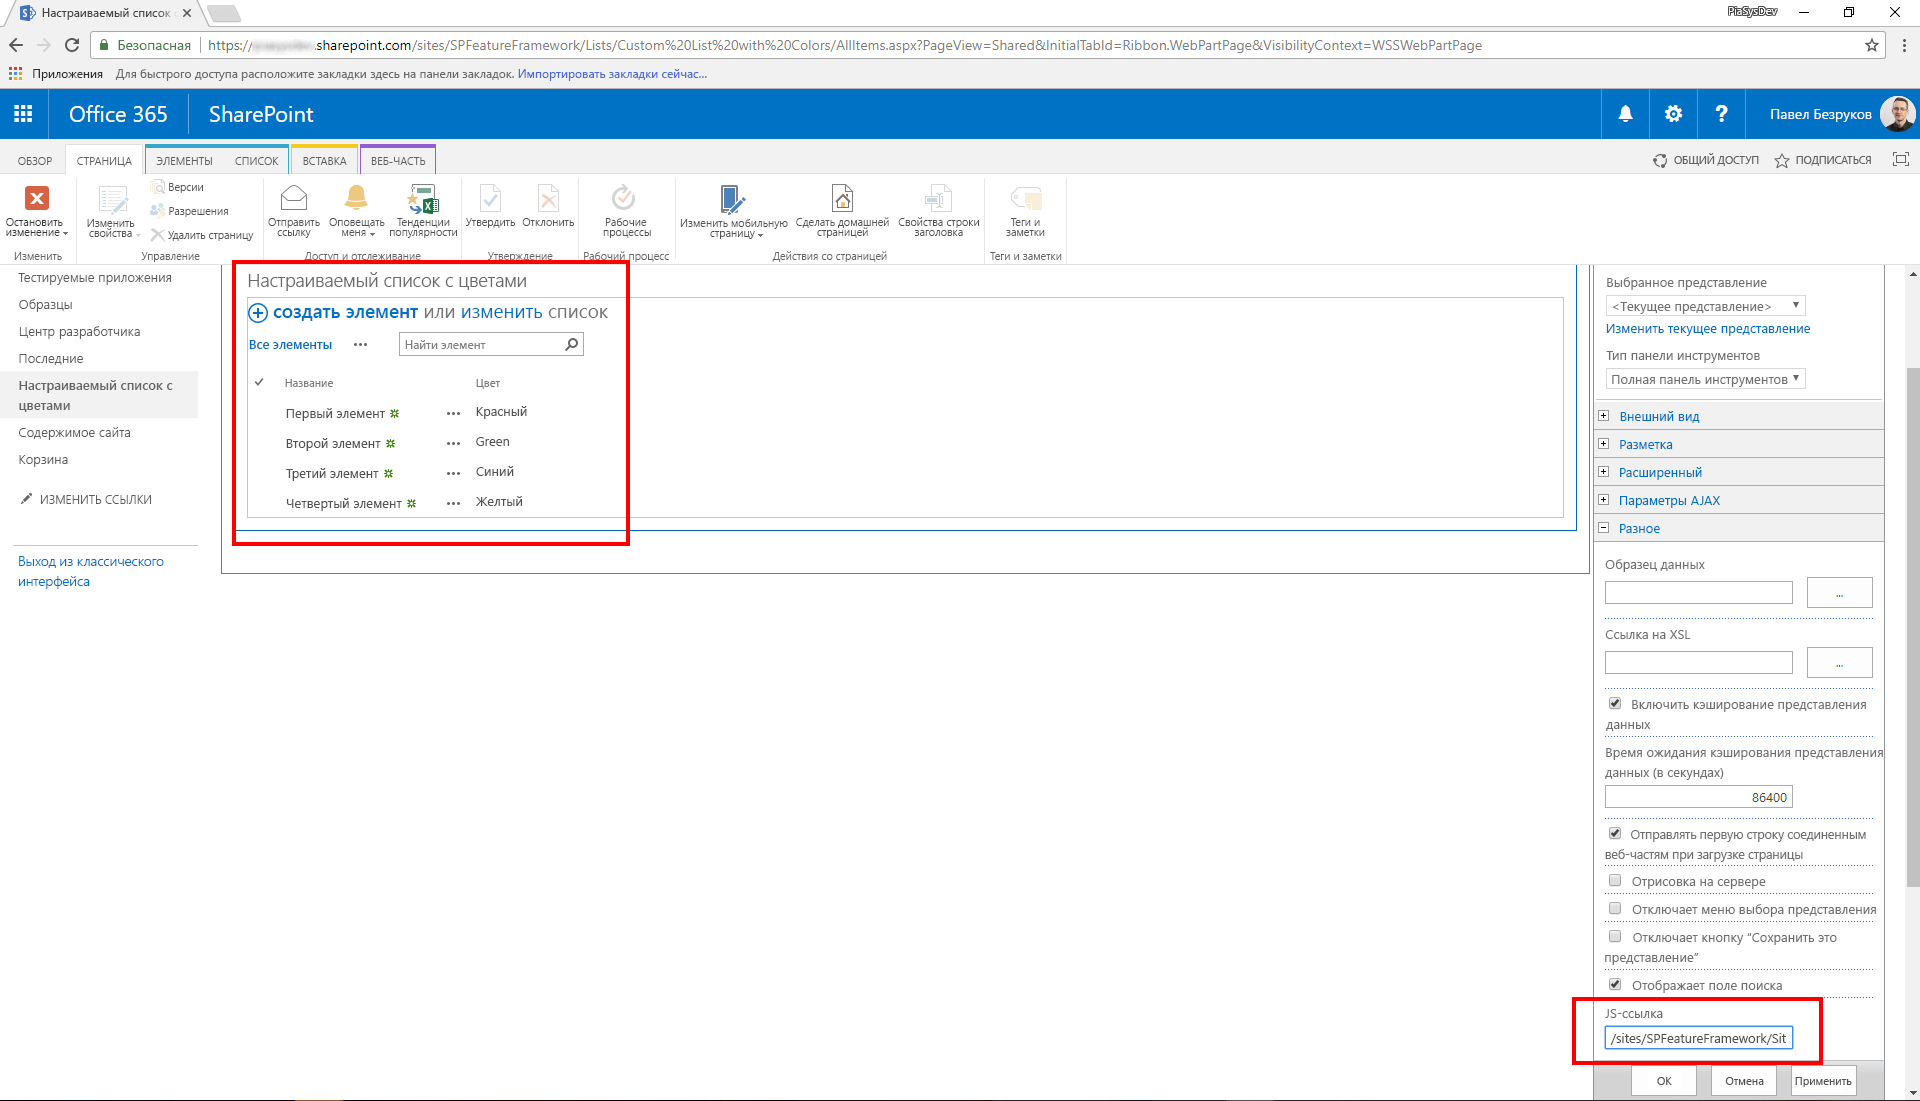 Настраиваемый список с
PiaSysDev
Безопасная
https://
.sharepoint.com/sites/SPFeatureFramework/Lists/Custom%20List%20with%20Colors/AllItems.aspx?PageView=Shared&InitialTabId=Ribbon.WebPartPage&VisibilityContext=WSSWebPartPage
Приложения Для быстрого доступа расположите закладки здесь на панели закладок. Импортировать закладки сейчас...
Office 365 SharePoint ? Павел Безруков
ОБЗОР СТРАНИЦА ЭЛЕМЕНТЫ СПИСОК ВСТАВКА ВЕБ-ЧАСТЬ ОБЩИЙ ДОСТУП ПОДПИСАТЬСЯ
Остановить
изменение
Изменить
Изменить
свойства
Версии
Разрешения
Удалить страницу
Управление
Отправить
ссылку
Оповещать
меня
Тенденции
популярности
Доступ и отслеживание
Утвердить
Отклонить
Утверждение
Рабочие
процессы
Рабочий процесс
Изменить мобильную
страницу
Сделать домашней
страницей
Свойства строки
заголовка
Действия со страницей
Теги и
заметки
Теги и заметки
Тестируемые приложения
Образцы
Центр разработчика
Последние
Настраиваемый список с
цветами
Содержимое сайта
Корзина
ИЗМЕНИТЬ ССЫЛКИ
Выход из классического
интерфейса
Настраиваемый список с цветами
создать элемент или изменить список
Все элементы ••• Найти элемент
Название Цвет
Первый элемент ••• Красный
Второй элемент ••• Green
Третий элемент ••• Синий
Четвертый элемент ••• Желтый
Выбранное представление
<Текущее представление>
Изменить текущее представление
Тип панели инструментов
Полная панель инструментов
Внешний вид
Разметка
Расширенный
Параметры AJAX
Разное
Образец данных
...
Ссылка на XSL
...
Включить кэширование представления
данных
Время ожидания кэширования представления
данных (в секундах)
86400
Отправлять первую строку соединенным
веб-частям при загрузке страницы
Отрисовка на сервере
Отключает меню выбора представления
Отключает кнопку "Сохранить это
представление"
Отображает поле поиска
JS-ссылка
/sites/SPFeatureFramework/Sit
ОК Отмена Применить